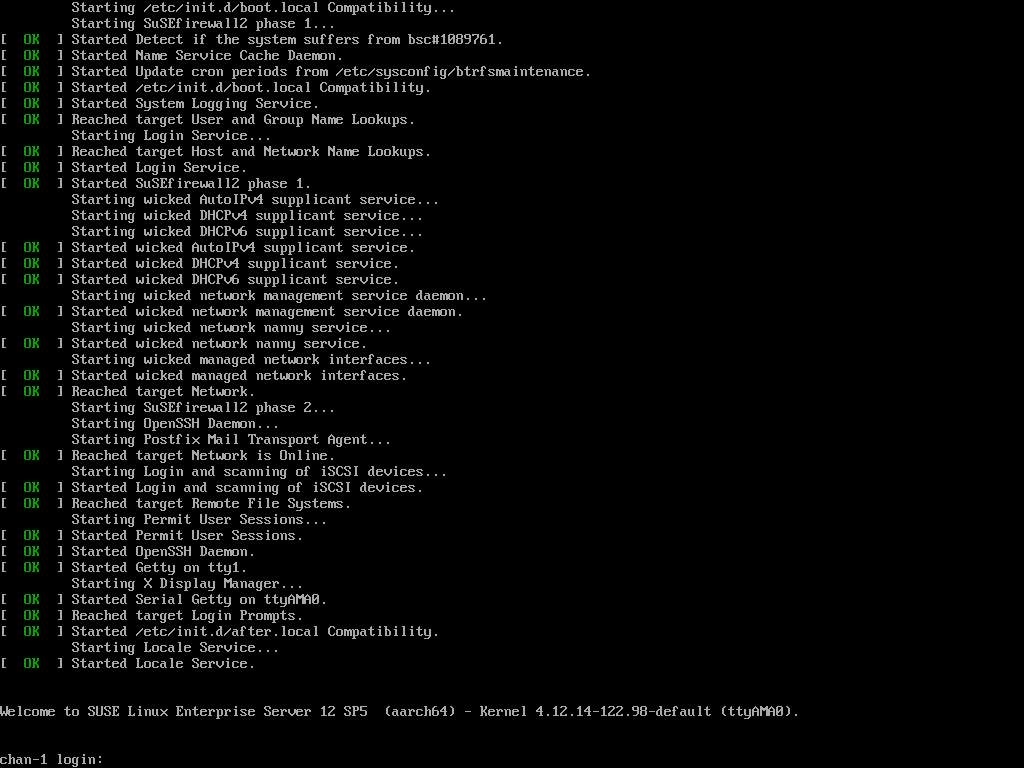 Starting /etc/init.d/boot.local Compatibility...
Starting SuSEfirewall2 phase 1...
[  OK  ] Started Detect if the system suffers from bsc#1089761.
[  OK  ] Started Name Service Cache Daemon.
[  OK  ] Started Update cron periods from /etc/sysconfig/btrfsmaintenance.
[  OK  ] Started /etc/init.d/boot.local Compatibility.
[  OK  ] Started System Logging Service.
[  OK  ] Reached target User and Group Name Lookups.
Starting Login Service...
[  OK  ] Reached target Host and Network Name Lookups.
[  OK  ] Started Login Service.
[  OK  ] Started SuSEfirewall2 phase 1.
Starting wicked AutoIPv4 supplicant service...
Starting wicked DHCPv4 supplicant service...
Starting wicked DHCPv6 supplicant service...
[  OK  ] Started wicked AutoIPv4 supplicant service.
[  OK  ] Started wicked DHCPv4 supplicant service.
[  OK  ] Started wicked DHCPv6 supplicant service.
Starting wicked network management service daemon...
[  OK  ] Started wicked network management service daemon.
Starting wicked network nanny service...
[  OK  ] Started wicked network nanny service.
Starting wicked managed network interfaces...
[  OK  ] Started wicked managed network interfaces.
[  OK  ] Reached target Network.
Starting SuSEfirewall2 phase 2...
Starting OpenSSH Daemon...
Starting Postfix Mail Transport Agent...
[  OK  ] Reached target Network is Online.
Starting Login and scanning of iSCSI devices...
[  OK  ] Started Login and scanning of iSCSI devices.
[  OK  ] Reached target Remote File Systems.
Starting Permit User Sessions...
[  OK  ] Started Permit User Sessions.
[  OK  ] Started OpenSSH Daemon.
[  OK  ] Started Getty on tty1.
Starting X Display Manager...
[  OK  ] Started Serial Getty on ttyAMA0.
[  OK  ] Reached target Login Prompts.
[  OK  ] Started /etc/init.d/after.local Compatibility.
Starting Locale Service...
[  OK  ] Started Locale Service.
Welcome to SUSE Linux Enterprise Server 12 SP5  (aarch64) - Kernel 4.12.14-122.98-default (ttyAMA0).
chan-1 login: